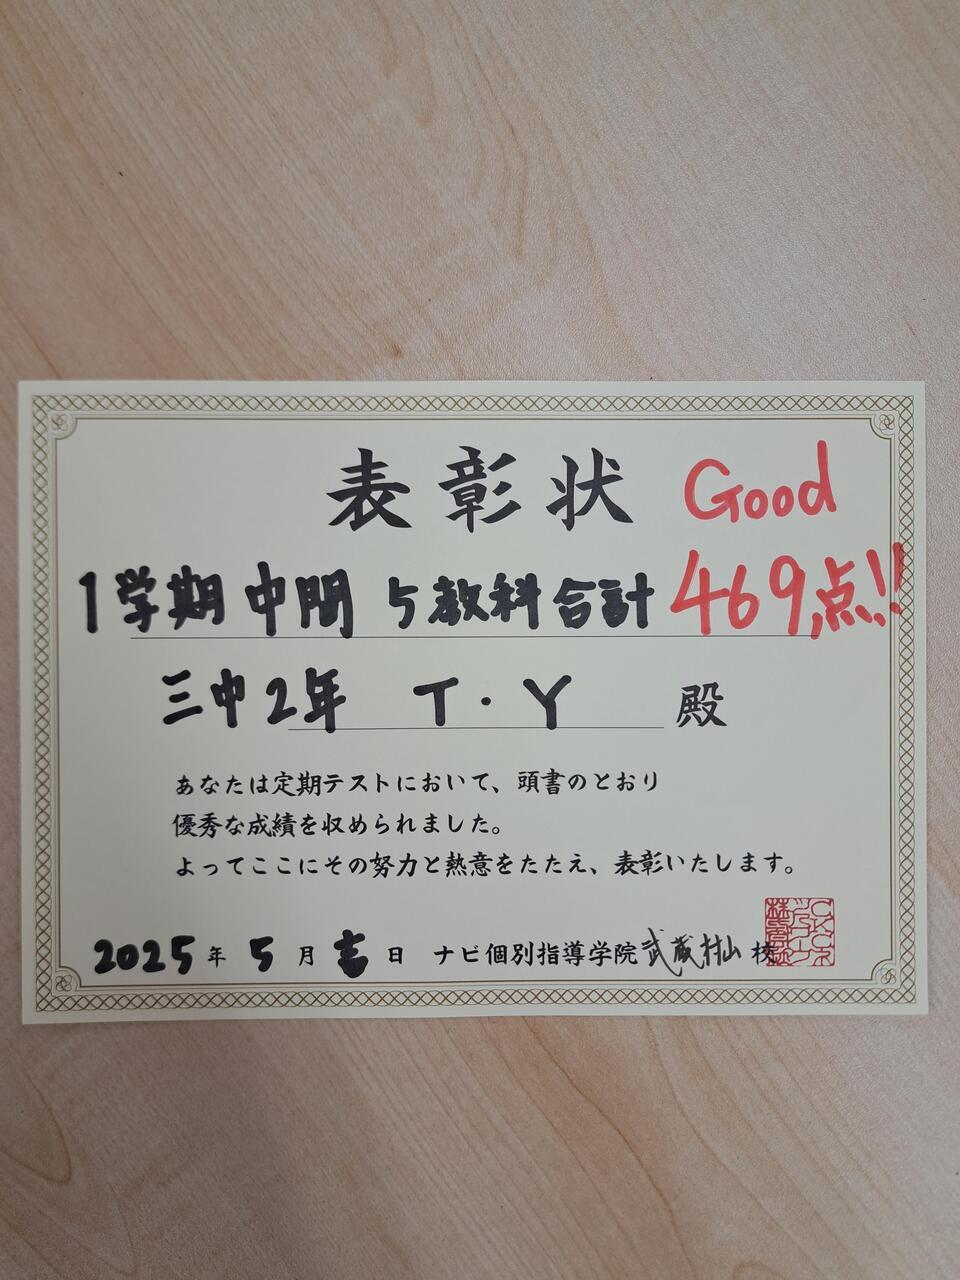 表彰状 Good
1学期中間 5教科合計 469点!!
三中2年 T・Y 殿
あなたは定期テストにおいて、頭書のとおり
優秀な成績を収められました。
よってここにその努力と熱意をたたえ、表彰いたします。
2025年 5月 吉日 ナビ個別指導学院 武蔵村山 校